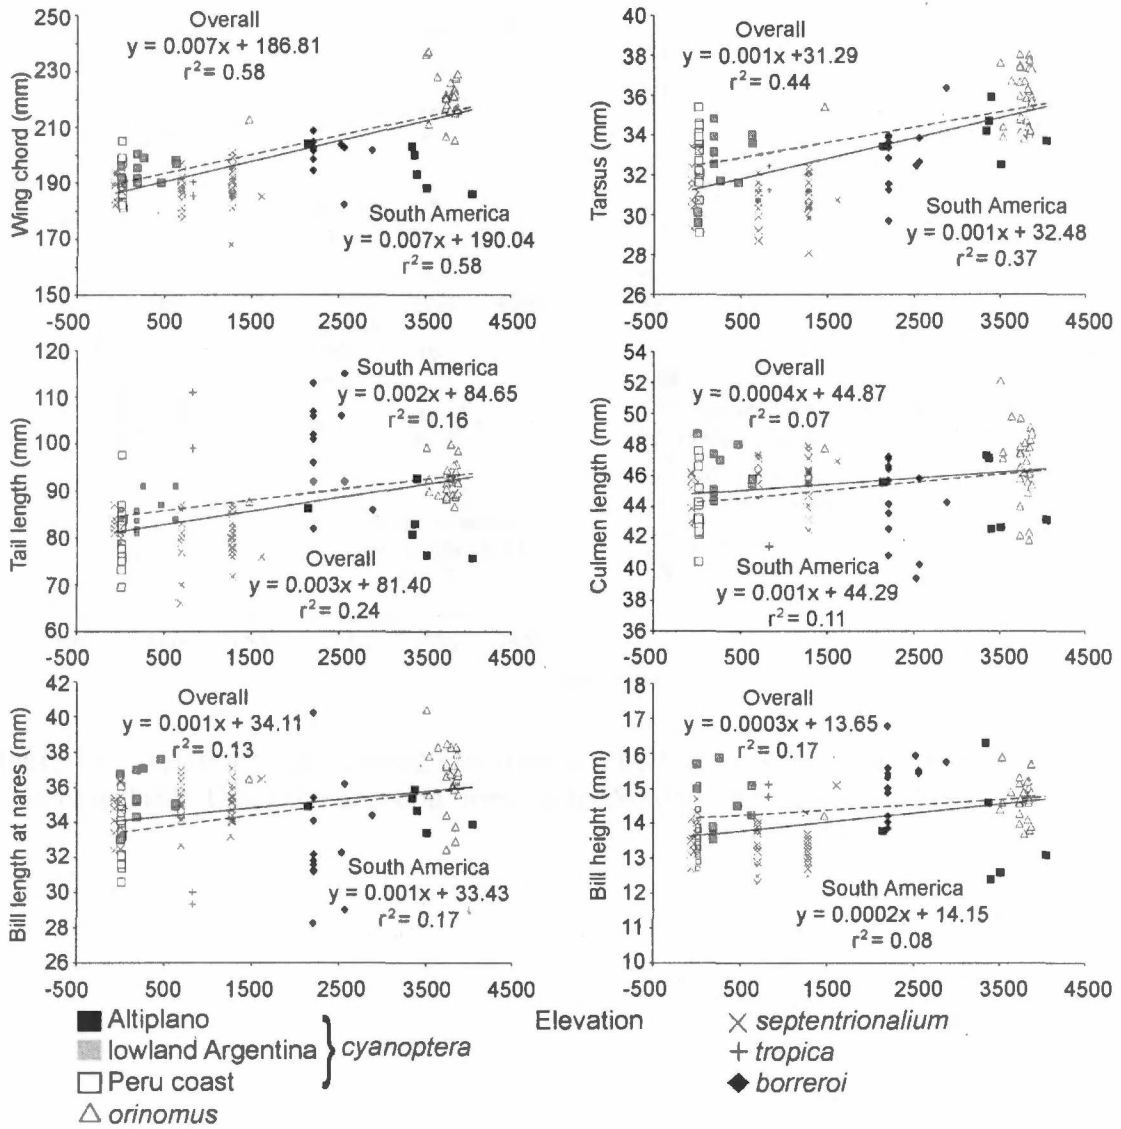 Wing chord (mm)
250
230
210
190
170
150
Overall
y = 0.007x + 186.81
r² = 0.58
South America
y = 0.007x + 190.04
r² = 0.58
-500 500 1500 2500 3500 4500
Tarsus (mm)
40
38
36
34
32
30
28
26
Overall
y = 0.001x +31.29
r² = 0.44
South America
y = 0.001x + 32.48
r² = 0.37
-500 500 1500 2500 3500 4500
Tail length (mm)
120
110
100
90
80
70
60
South America
y = 0.002x + 84.65
r² = 0.16
Overall
y = 0.003x + 81.40
r² = 0.24
-500 500 1500 2500 3500 4500
Culmen length (mm)
54
52
50
48
46
44
42
40
38
36
Overall
y = 0.0004x + 44.87
r² = 0.07
South America
y = 0.001x + 44.29
r² = 0.11
-500 500 1500 2500 3500 4500
Bill length at nares (mm)
42
40
38
36
34
32
30
28
26
Overall
y = 0.001x + 34.11
r² = 0.13
South America
y = 0.001x + 33.43
r² = 0.17
-500 500 1500 2500 3500 4500
Bill height (mm)
18
17
16
15
14
13
12
11
10
Overall
y = 0.0003x + 13.65
r² = 0.17
South America
y = 0.0002x + 14.15
r² = 0.08
-500 500 1500 2500 3500 4500
Elevation
Altiplano
lowland Argentina
Peru coast
cyanoptera
orinomus
septentrionalium
tropica
borreroi